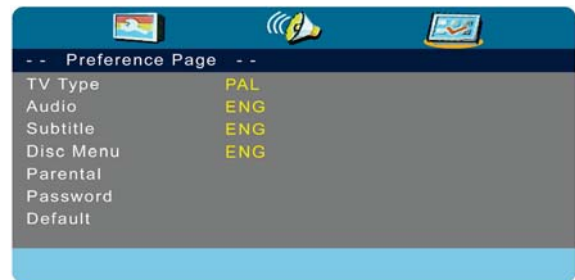 -- Preference Page --
TV Type PAL
Audio ENG
Subtitle ENG
Disc Menu ENG
Parental
Password
Default